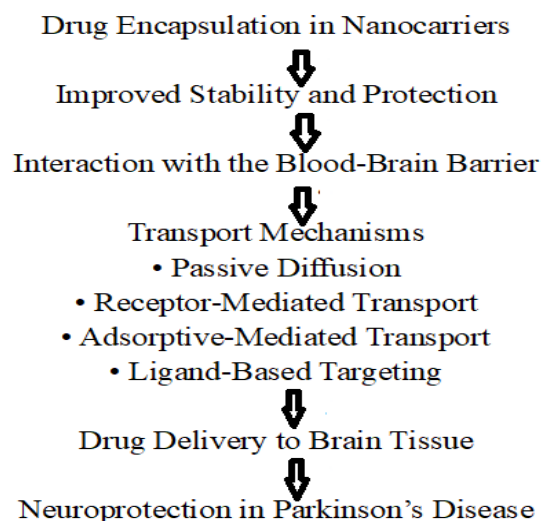 Drug Encapsulation in Nanocarriers
Improved Stability and Protection
Interaction with the Blood-Brain Barrier
Transport Mechanisms
• Passive Diffusion
• Receptor-Mediated Transport
• Adsorptive-Mediated Transport
• Ligand-Based Targeting
Drug Delivery to Brain Tissue
Neuroprotection in Parkinson’s Disease